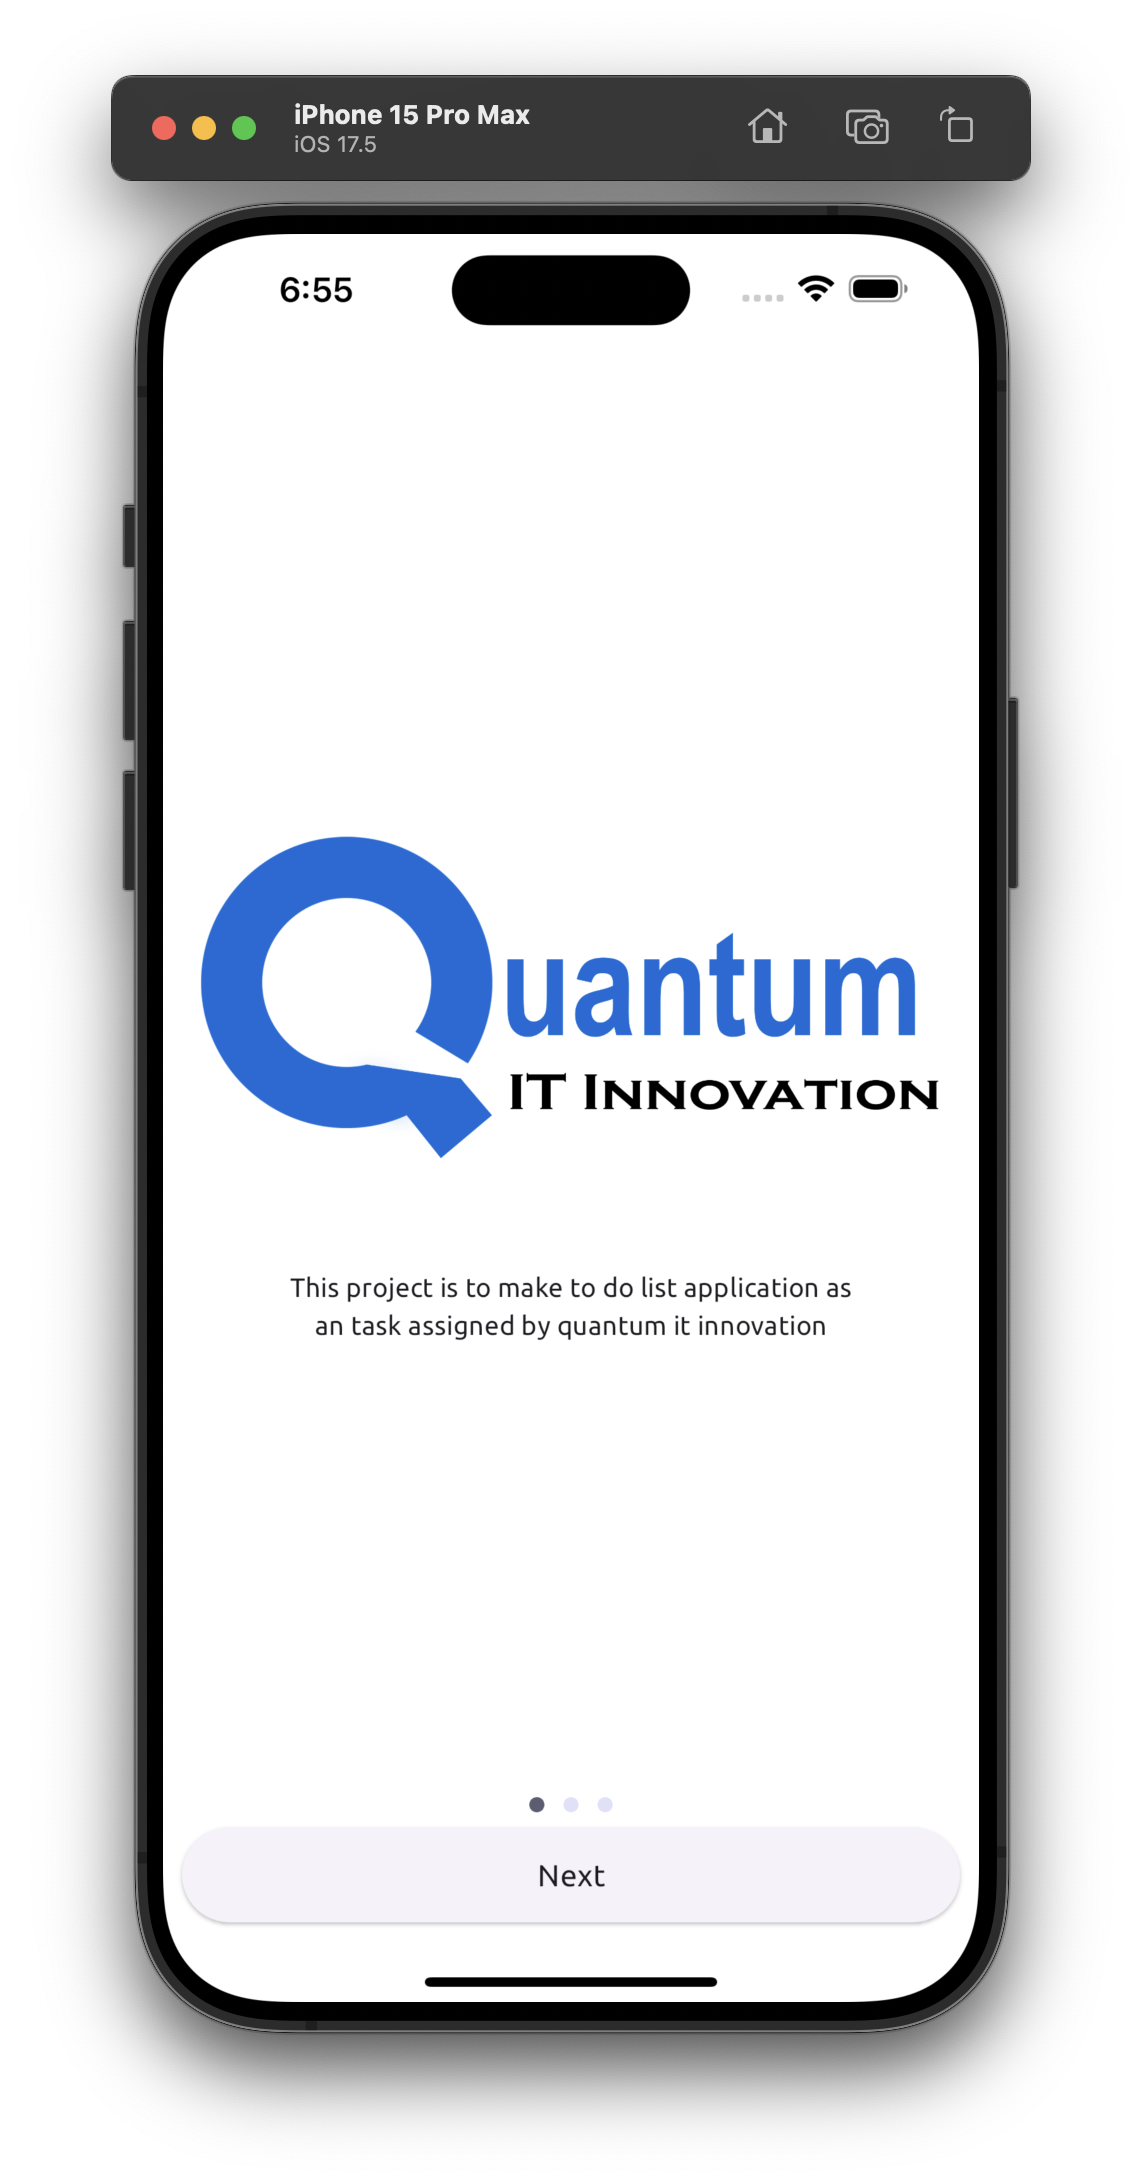 iPhone 15 Pro Max
iOS 17.5
6:55
Quantum
IT Innovation
This project is to make to do list application as
an task assigned by quantum it innovation
Next